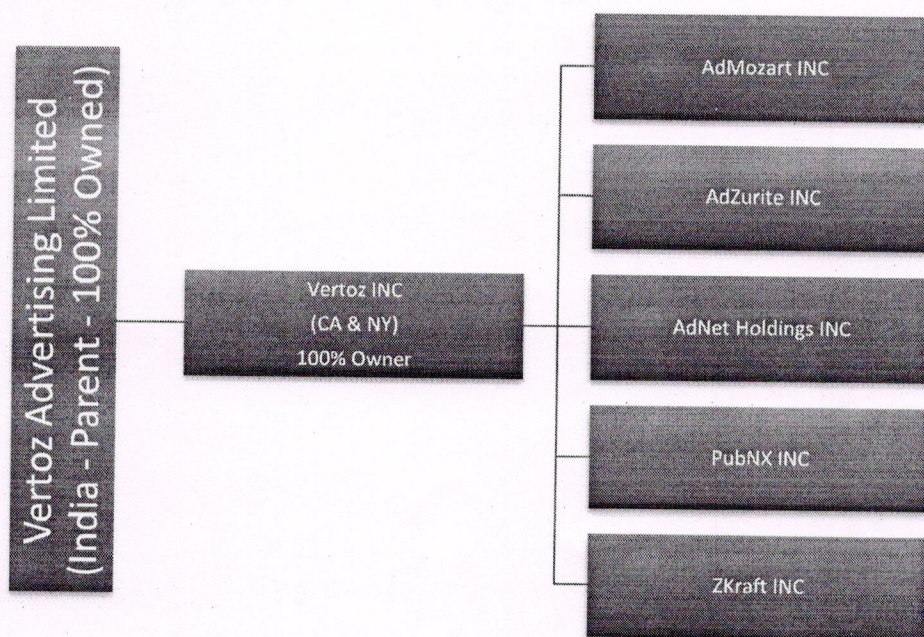 Vertoz Advertising Limited
(India - Parent - 100% Owned)
Vertoz INC
(CA & NY)
100% Owner
AdMozart INC
AdZurite INC
AdNet Holdings INC
PubNX INC
ZKraft INC